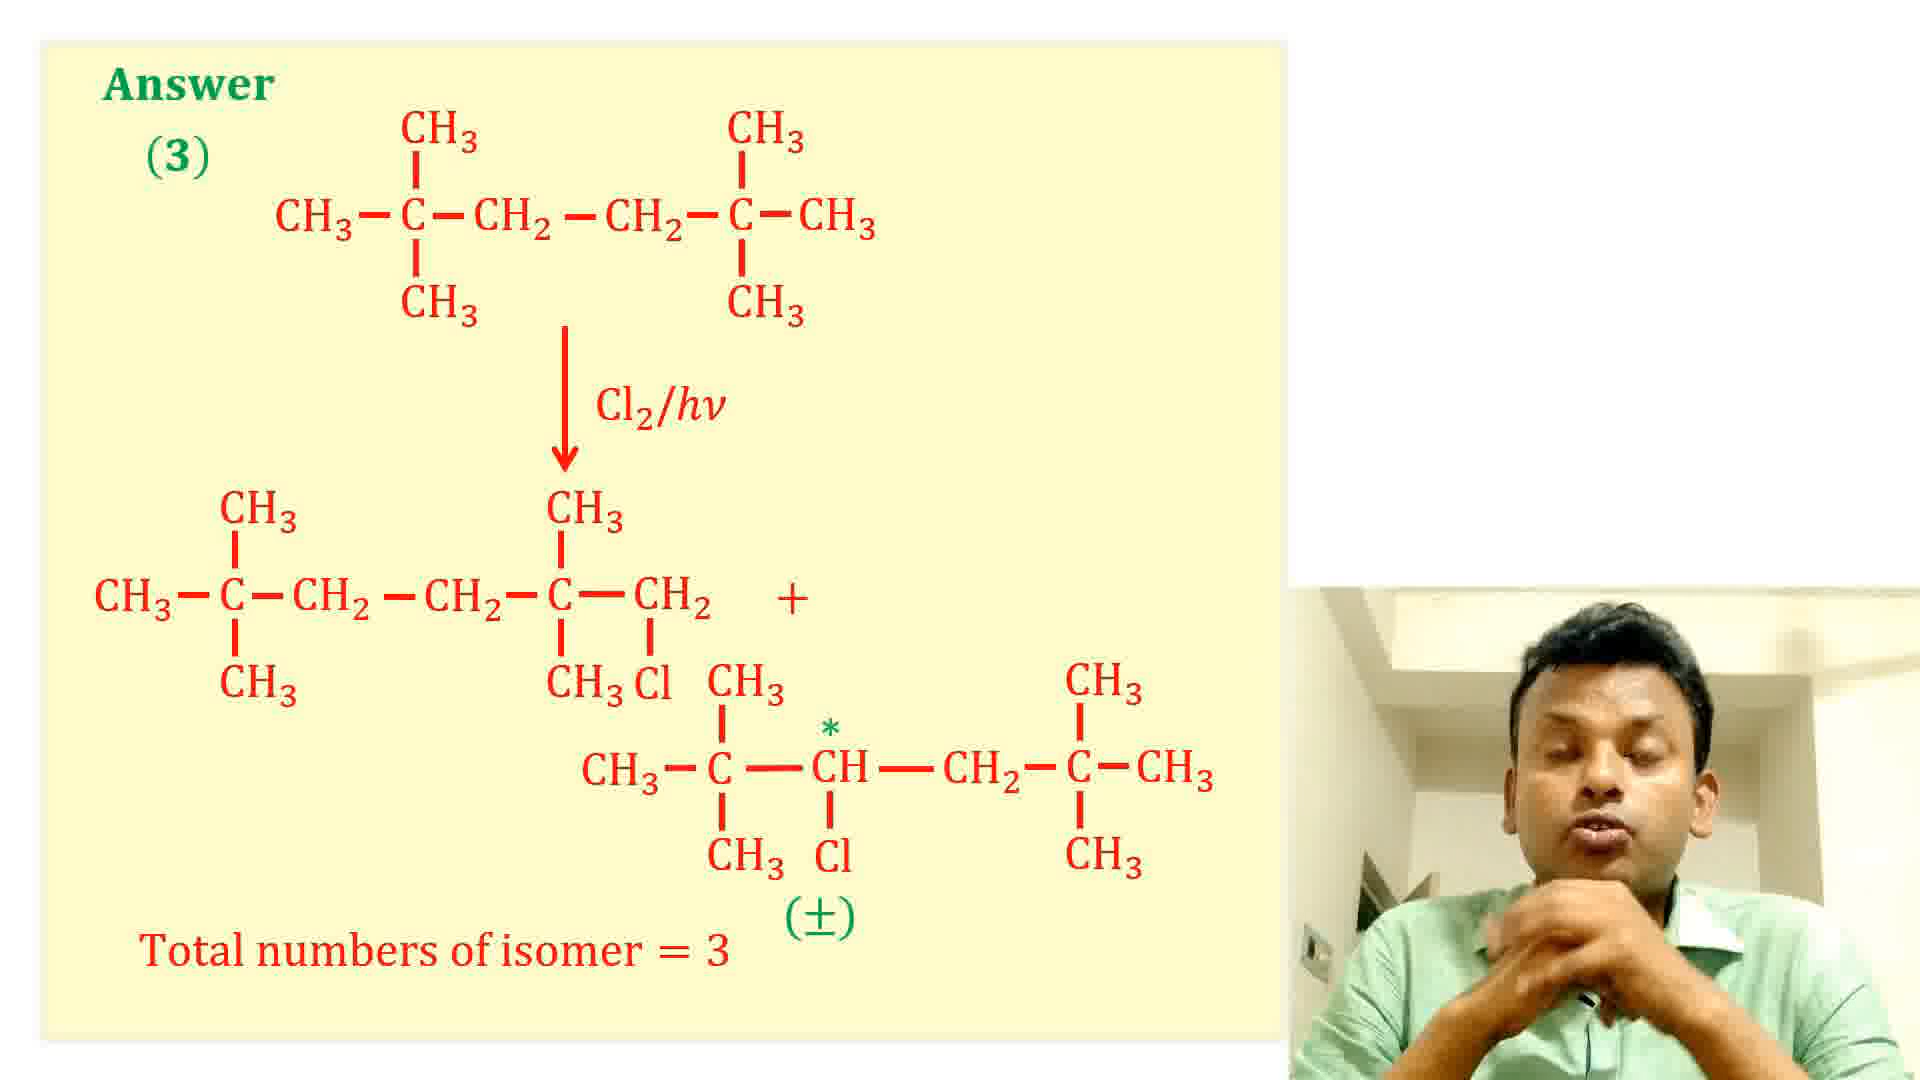 Answer
(3)
CH₃ CH₃
CH₃—C—CH₂—CH₂—C—CH₃
CH₃ CH₃
Cl₂/hν
CH₃ CH₃
CH₃—C—CH₂—CH₂—C—CH₂ +
CH₃ CH₃ Cl
CH₃ * CH₃
CH₃—C—CH—CH₂—C—CH₃
CH₃ Cl CH₃
(±)
Total numbers of isomer = 3